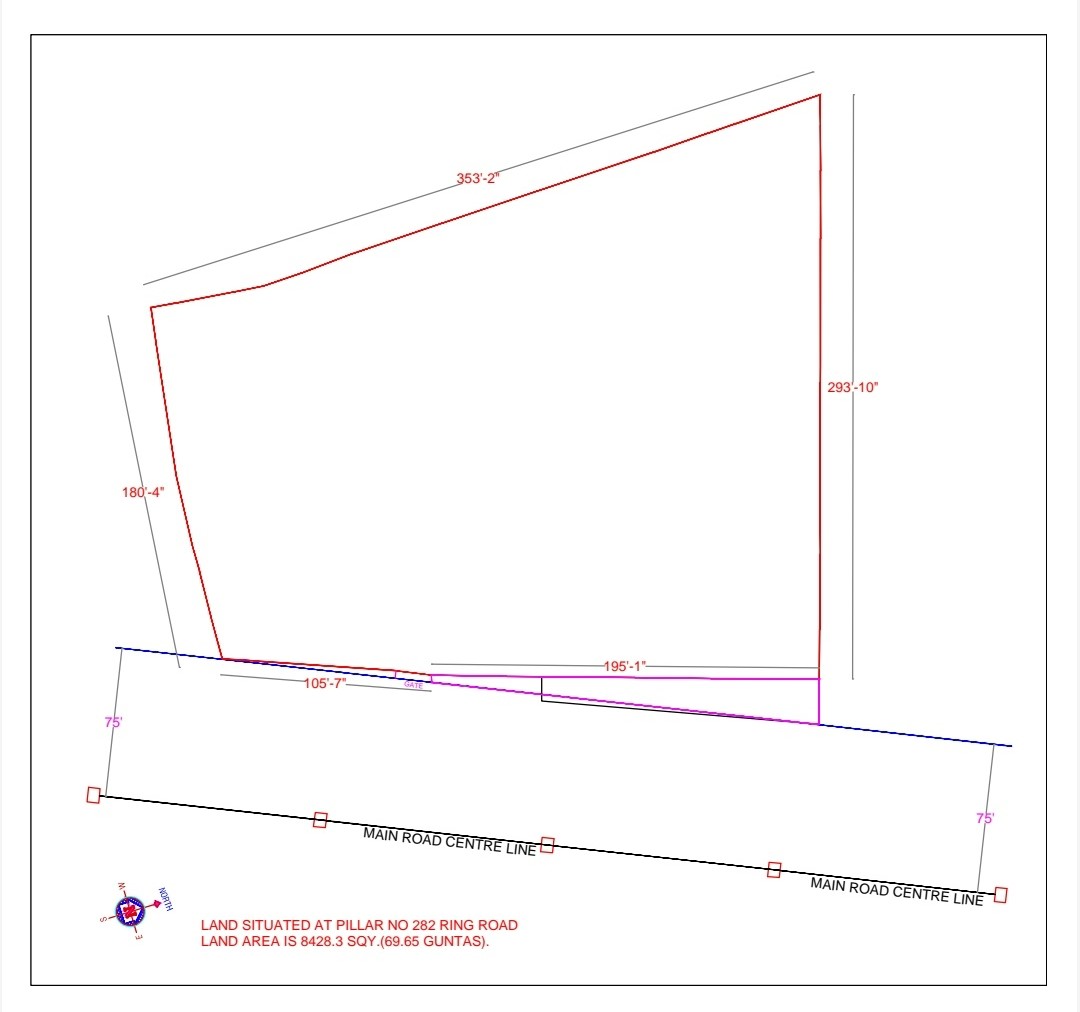 353'-2"
293'-10"
180'-4"
195'-1"
105'-7"
GATE
75'
75'
MAIN ROAD CENTRE LINE
MAIN ROAD CENTRE LINE
W
NORTH
S
E
LAND SITUATED AT PILLAR NO 282 RING ROAD
LAND AREA IS 8428.3 SQY.(69.65 GUNTAS).